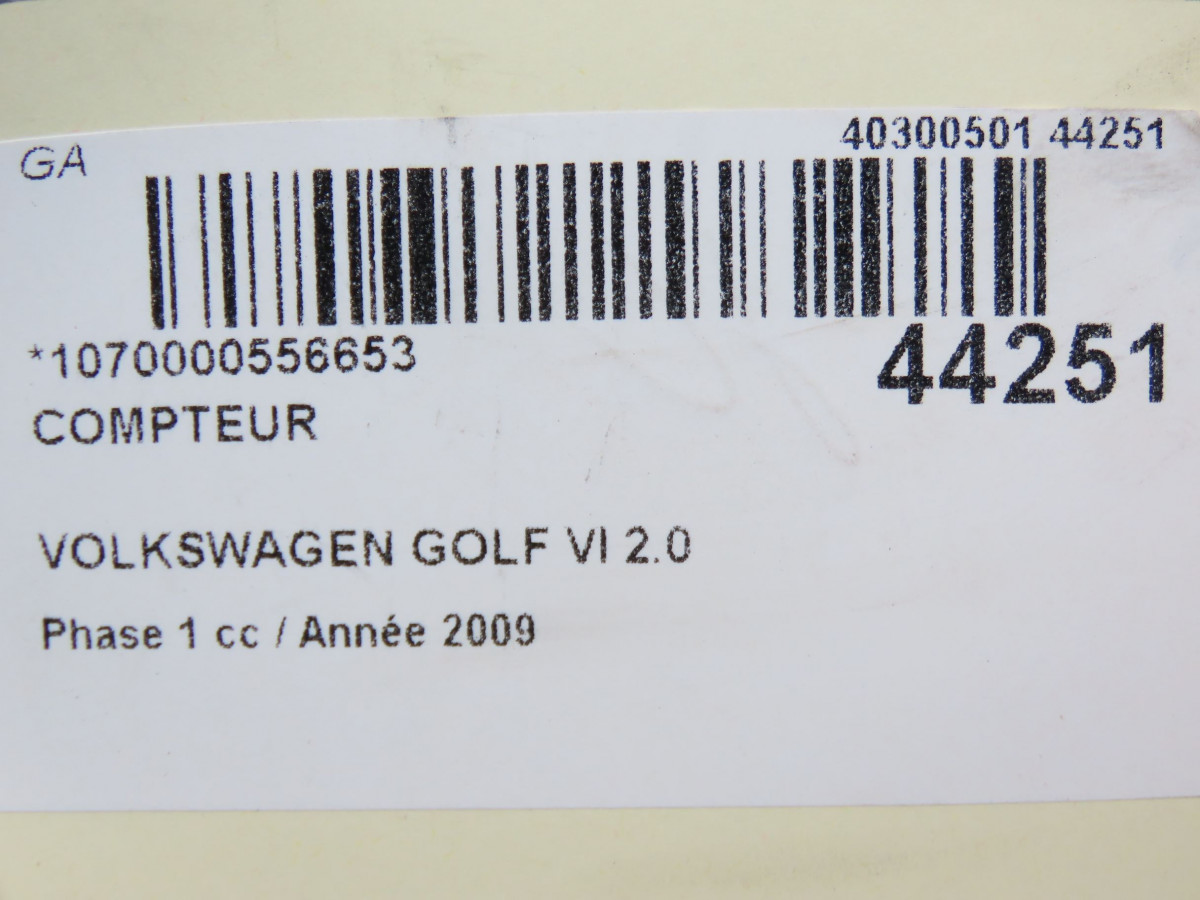 40300501 44251
GA
*1070000556653
44251
COMPTEUR
VOLKSWAGEN GOLF VI 2.0
Phase 1 cc / Année 2009